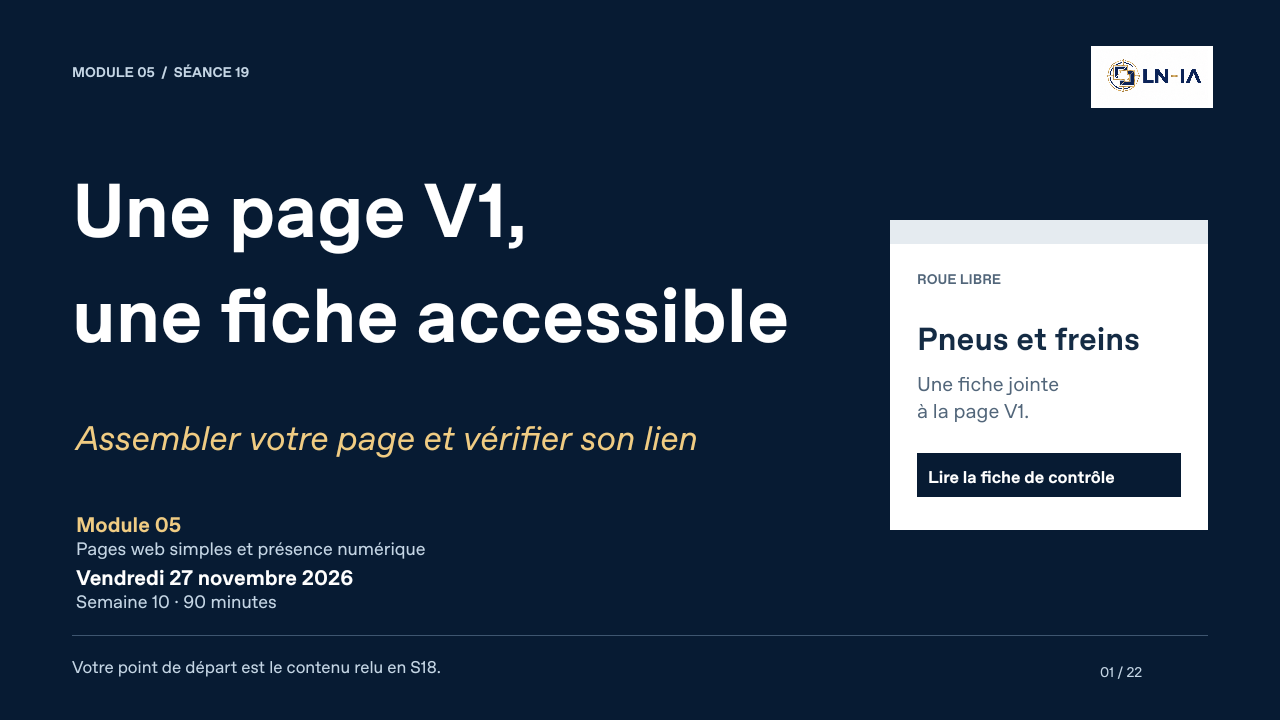 MODULE 05 / SÉANCE 19
LN-IA
Une page V1,
une fiche accessible
Assembler votre page et vérifier son lien
Module 05
Pages web simples et présence numérique
Vendredi 27 novembre 2026
Semaine 10 · 90 minutes
ROUE LIBRE
Pneus et freins
Une fiche jointe
à la page V1.
Lire la fiche de contrôle
Votre point de départ est le contenu relu en S18.
01 / 22